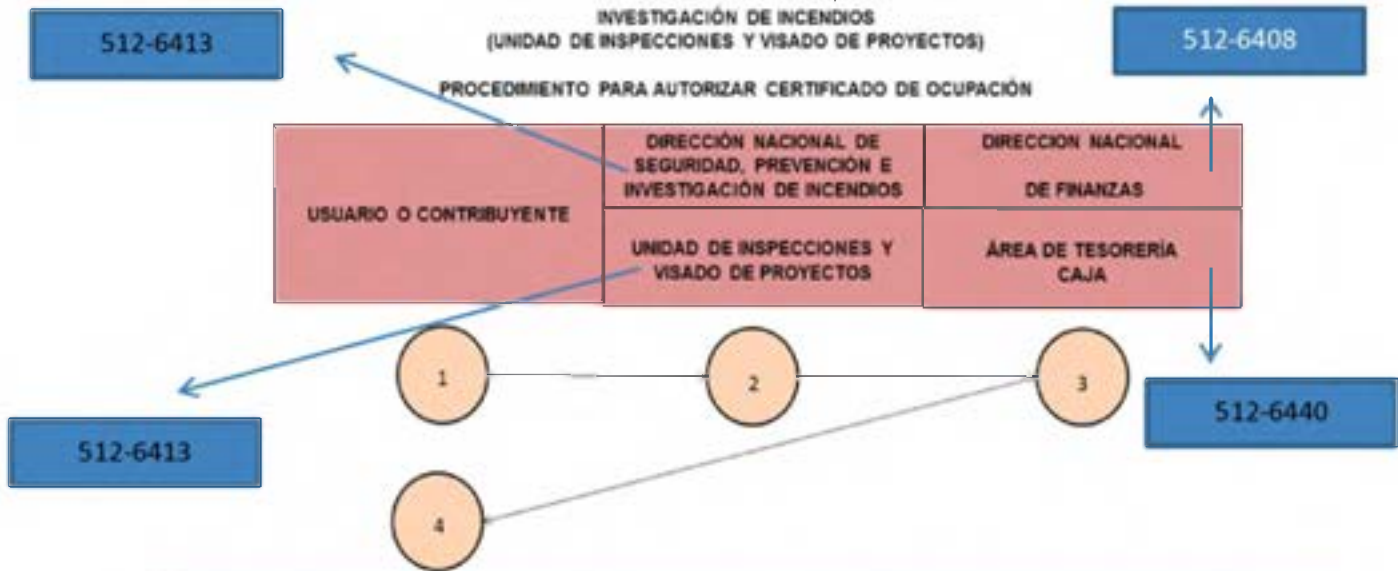 INVESTIGACIÓN DE INCENDIOS
(UNIDAD DE INSPECCIONES Y VISADO DE PROYECTOS)
512-6413
512-6408
PROCEDIMIENTO PARA AUTORIZAR CERTIFICADO DE OCUPACIÓN
USUARIO O CONTRIBUYENTE
DIRECCIÓN NACIONAL DE
SEGURIDAD, PREVENCIÓN E
INVESTIGACIÓN DE INCENDIOS
DIRECCION NACIONAL
DE FINANZAS
UNIDAD DE INSPECCIONES Y
VISADO DE PROYECTOS
ÁREA DE TESORERÍA
CAJA
1
2
3
512-6440
512-6413
4